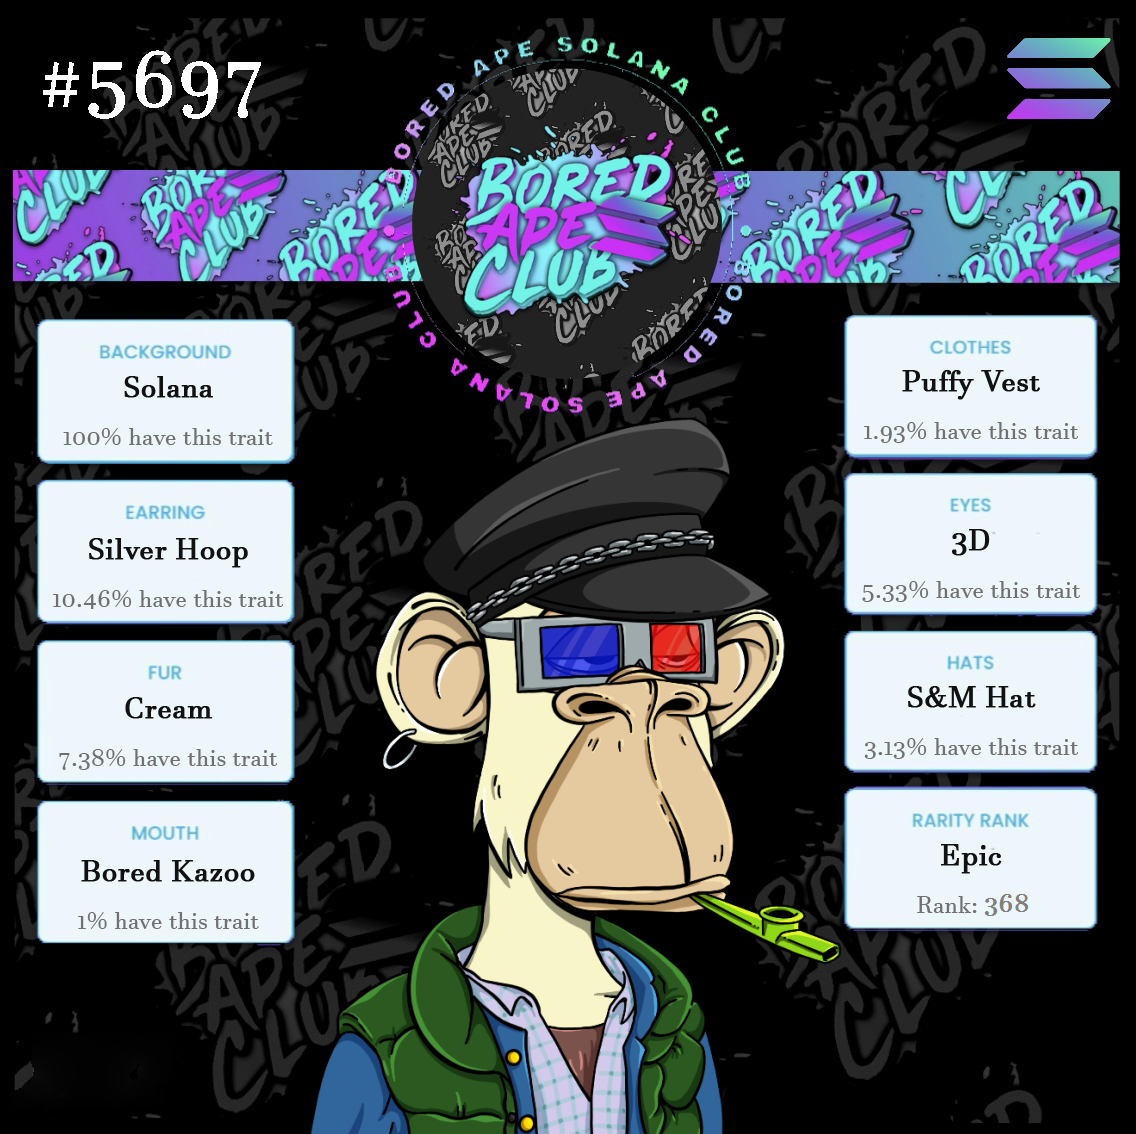 #5697
BORED APE SOLANA CLUB
BORED APE SOLANA CLUB
BORED
APE
CLUB
BACKGROUND
Solana
100% have this trait
EARRING
Silver Hoop
10.46% have this trait
FUR
Cream
7.38% have this trait
MOUTH
Bored Kazoo
1% have this trait
CLOTHES
Puffy Vest
1.93% have this trait
EYES
3D
5.33% have this trait
HATS
S&M Hat
3.13% have this trait
RARITY RANK
Epic
Rank: 368